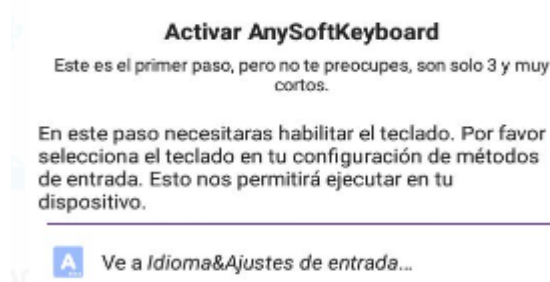 Activar AnySoftKeyboard
Este es el primer paso, pero no te preocupes, son solo 3 y muy
cortos.
En este paso necesitaras habilitar el teclado. Por favor
selecciona el teclado en tu configuración de métodos
de entrada. Esto nos permitirá ejecutar en tu
dispositivo.
A Ve a Idioma&Ajustes de entrada...